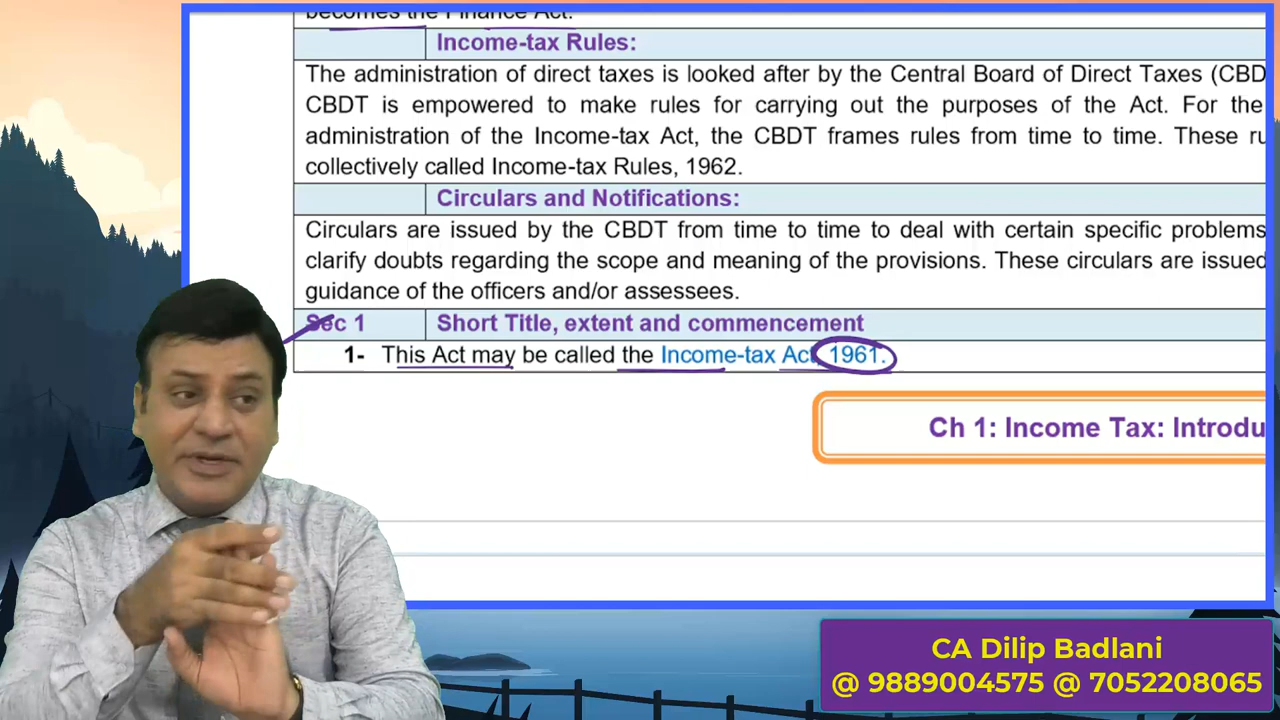 becomes the Finance Act.
Income-tax Rules:
The administration of direct taxes is looked after by the Central Board of Direct Taxes (CBD
CBDT is empowered to make rules for carrying out the purposes of the Act. For the
administration of the Income-tax Act, the CBDT frames rules from time to time. These ru
collectively called Income-tax Rules, 1962.
Circulars and Notifications:
Circulars are issued by the CBDT from time to time to deal with certain specific problems
clarify doubts regarding the scope and meaning of the provisions. These circulars are issued
guidance of the officers and/or assessees.
Sec 1 Short Title, extent and commencement
1- This Act may be called the Income-tax Act, 1961.
Ch 1: Income Tax: Introdu
CA Dilip Badlani
@ 9889004575 @ 7052208065